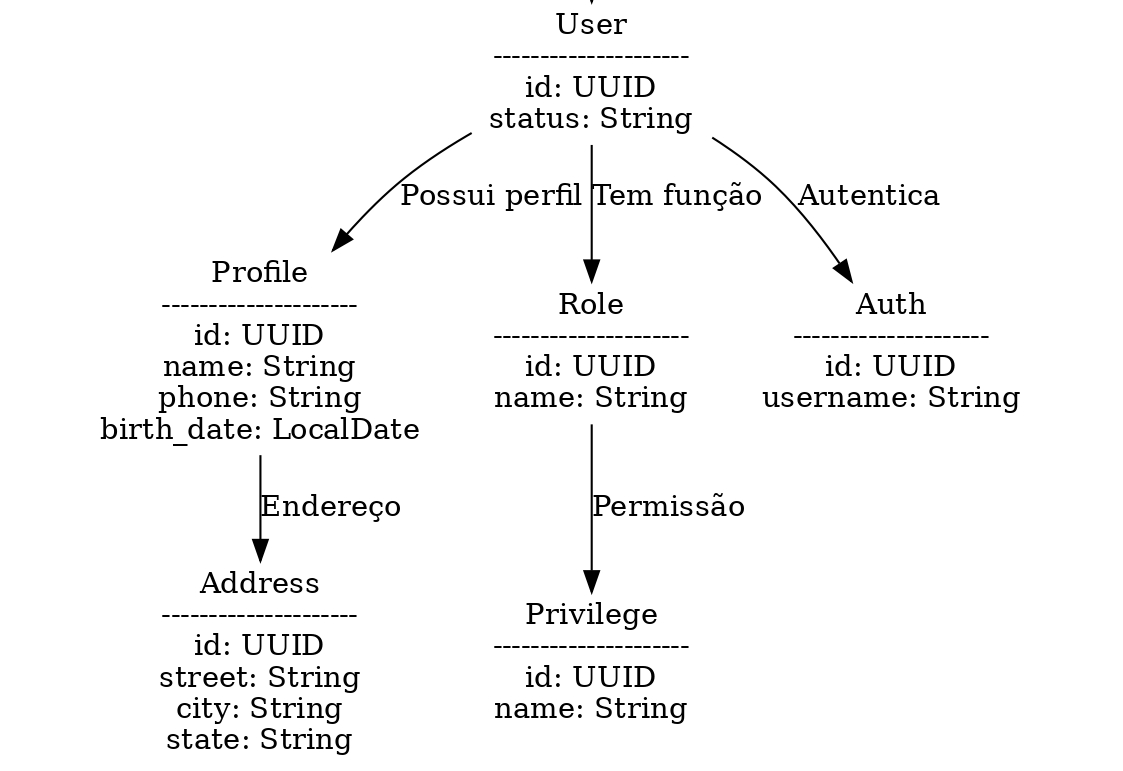 User
---------------------
id: UUID
status: String
Possui perfil
Tem função
Autentica
Profile
---------------------
id: UUID
name: String
phone: String
birth_date: LocalDate
Role
---------------------
id: UUID
name: String
Auth
---------------------
id: UUID
username: String
Endereço
Permissão
Address
---------------------
id: UUID
street: String
city: String
state: String
Privilege
---------------------
id: UUID
name: String